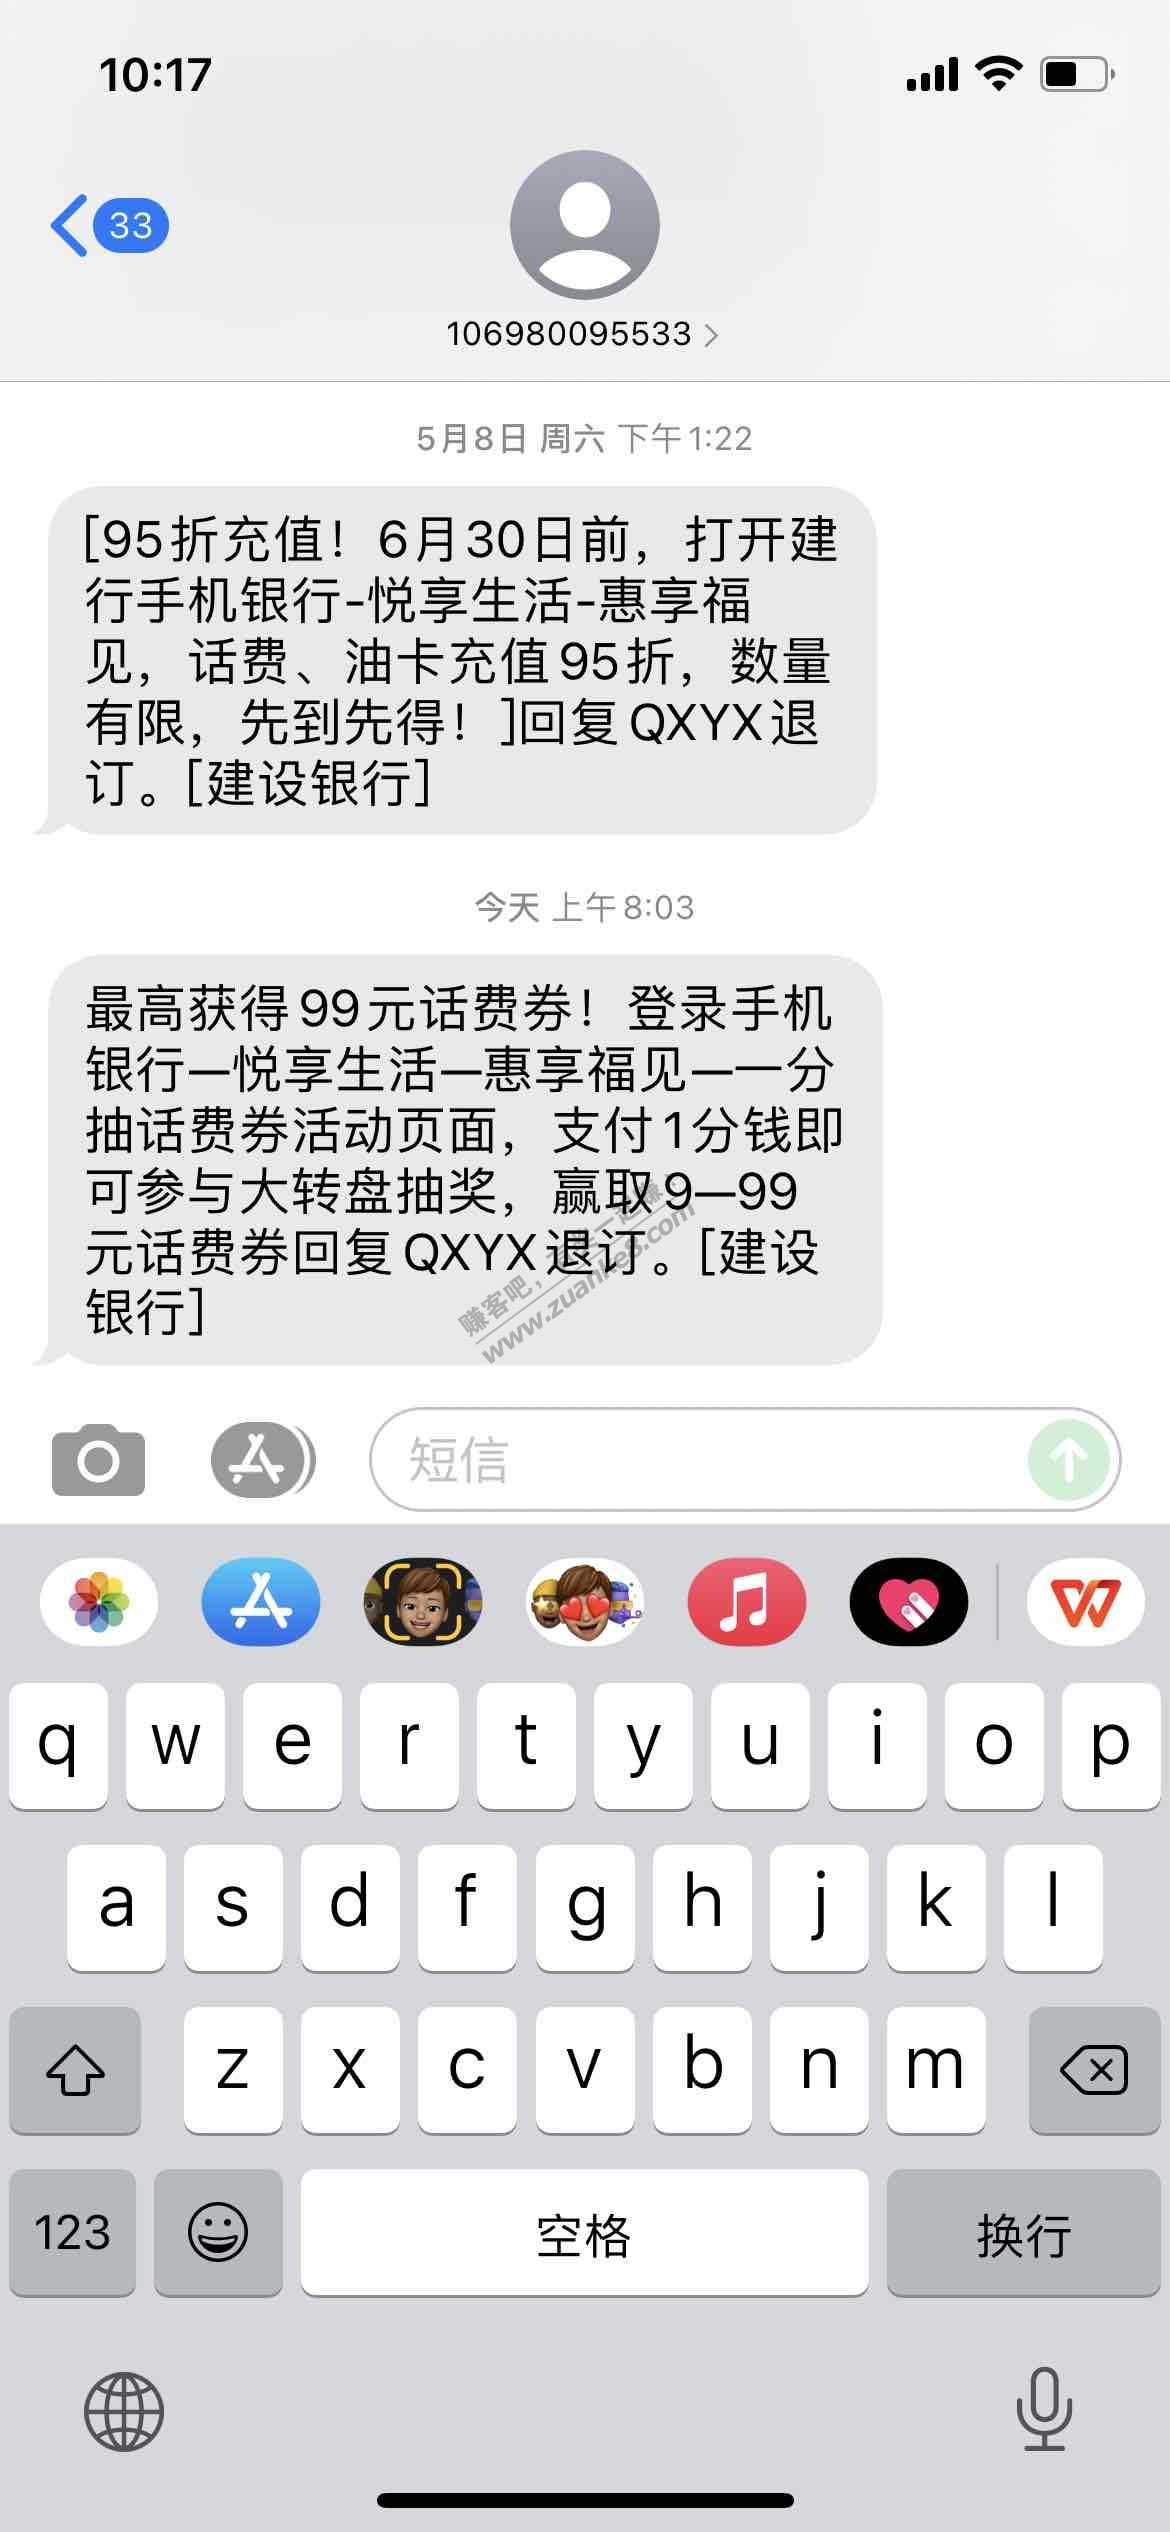 10:17
33
106980095533
5月8日 周六 下午1:22
[95折充值！6月30日前，打开建
行手机银行-悦享生活-惠享福
见，话费、油卡充值95折，数量
有限，先到先得！]回复QXYX退
订。[建设银行]
今天 上午8:03
最高获得99元话费券！登录手机
银行—悦享生活—惠享福见—一分
抽话费券活动页面，支付1分钱即
可参与大转盘抽奖，赢取9—99
元话费券回复QXYX退订。[建设
银行]
赚客吧，有奖一起赚！
www.zuanke8.com
短信
q w e r t y u i o p
a s d f g h j k l
z x c v b n m
123 空格 换行